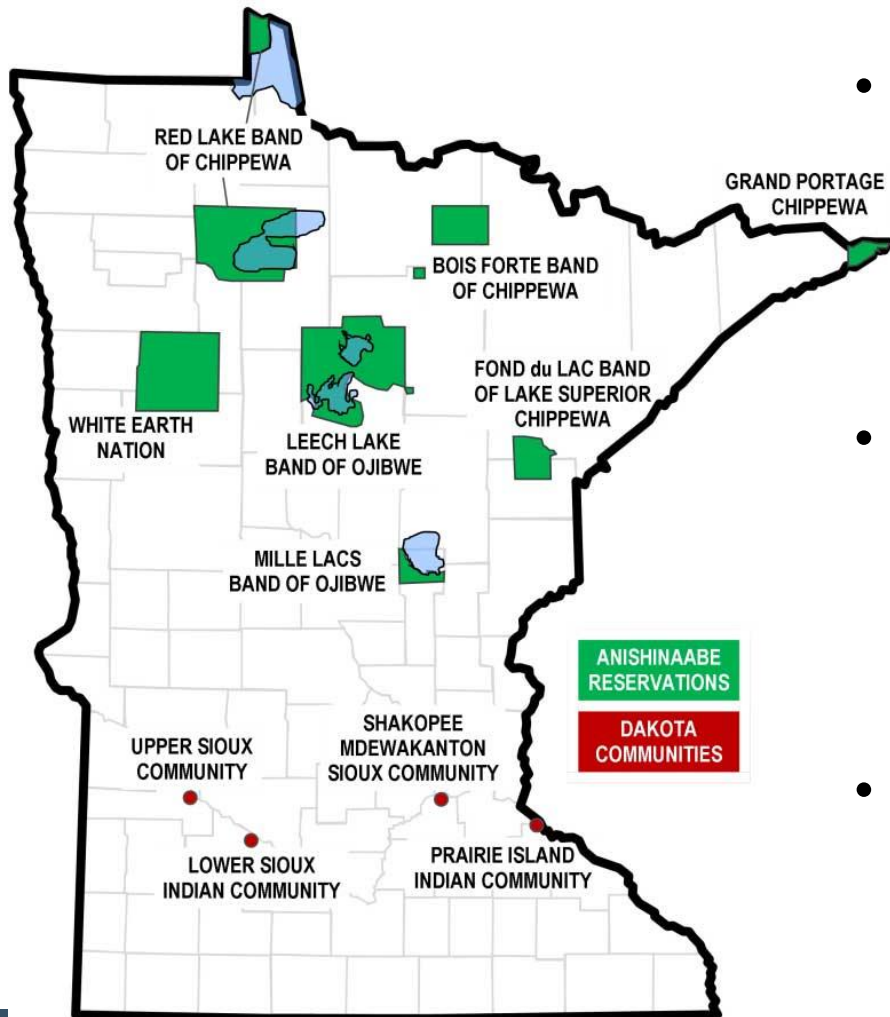 RED LAKE BAND
OF CHIPPEWA
GRAND PORTAGE
CHIPPEWA
BOIS FORTE BAND
OF CHIPPEWA
FOND du LAC BAND
OF LAKE SUPERIOR
CHIPPEWA
WHITE EARTH
NATION
LEECH LAKE
BAND OF OJIBWE
MILLE LACS
BAND OF OJIBWE
ANISHINAABE
RESERVATIONS
DAKOTA
COMMUNITIES
UPPER SIOUX
COMMUNITY
SHAKOPEE
MDEWAKANTON
SIOUX COMMUNITY
LOWER SIOUX
INDIAN COMMUNITY
PRAIRIE ISLAND
INDIAN COMMUNITY